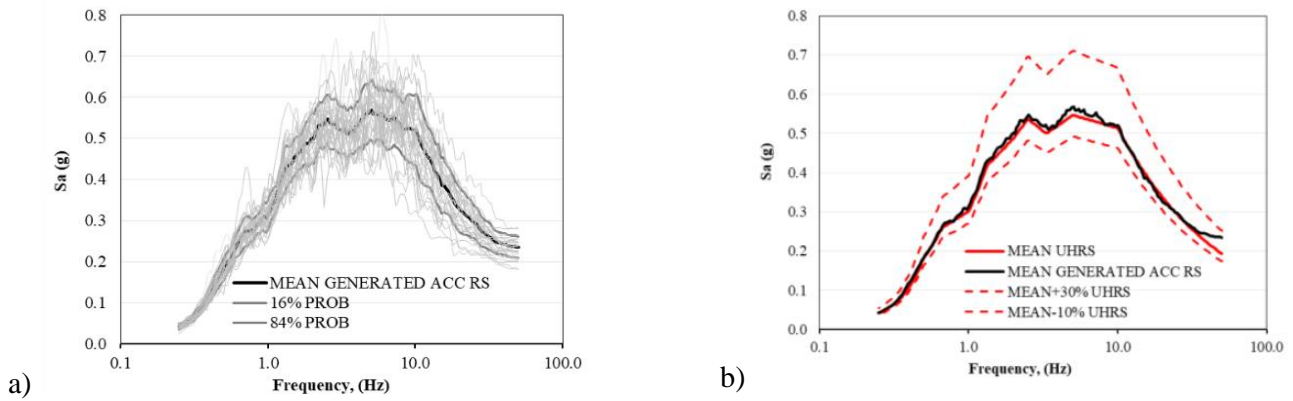 0.8
0.7
0.6
0.5
0.4
0.3
0.2
0.1
0.0
Sa (g)
MEAN GENERATED ACC RS
16% PROB
84% PROB
0.1 1.0 10.0 100.0
Frequency, (Hz)
a)
0.8
0.7
0.6
0.5
0.4
0.3
0.2
0.1
0.0
Sa (g)
MEAN UHRS
MEAN GENERATED ACC RS
MEAN+30% UHRS
MEAN-10% UHRS
0.1 1.0 10.0 100.0
Frequency, (Hz)
b)